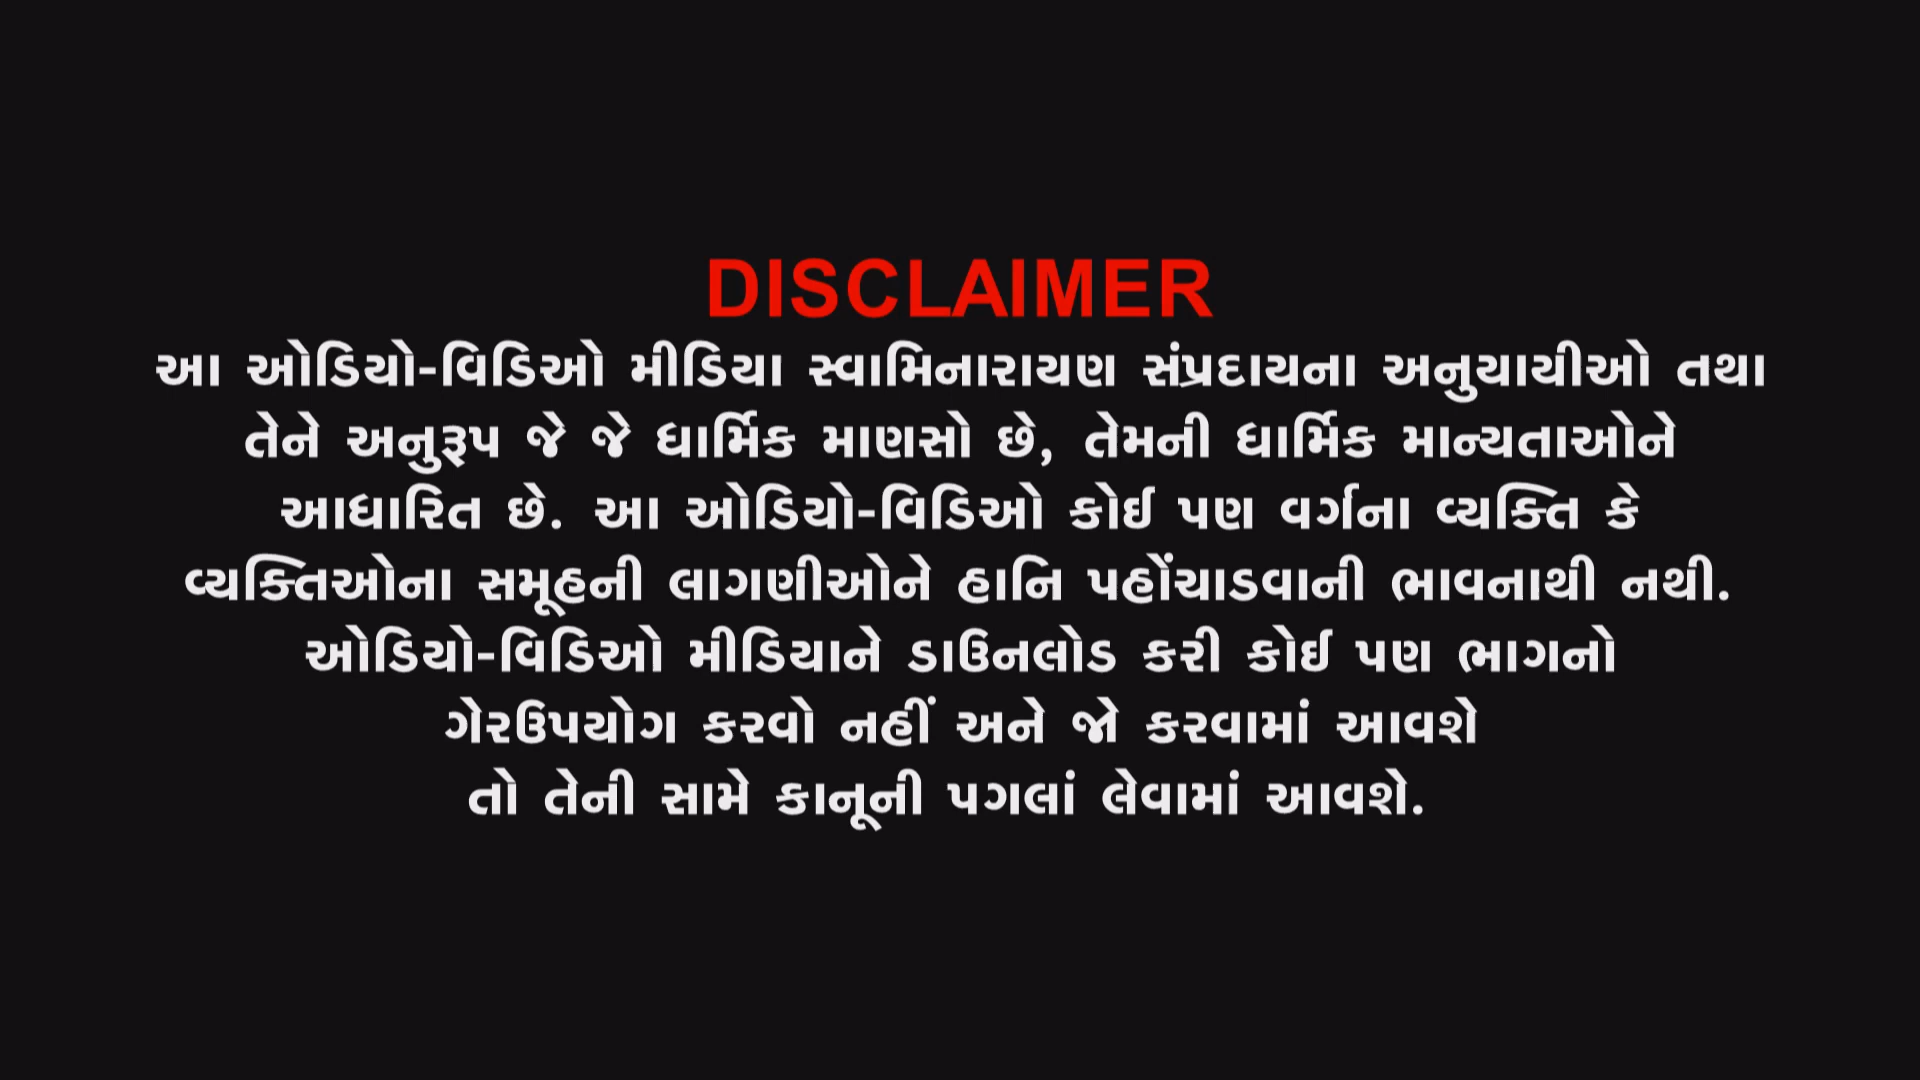 DISCLAIMER
આ ઓડિયો-વિડિઓ મીડિયા સ્વામિનારાયણ સંપ્રદાયના અનુયાયીઓ તથા
તેને અનુરૂપ જે જે ધાર્મિક માણસો છે, તેમની ધાર્મિક માન્યતાઓને
આધારિત છે. આ ઓડિયો-વિડિઓ કોઈ પણ વર્ગના વ્યક્તિ કે
વ્યક્તિઓના સમૂહની લાગણીઓને હાનિ પહોંચાડવાની ભાવનાથી નથી.
ઓડિયો-વિડિઓ મીડિયાને ડાઉનલોડ કરી કોઈ પણ ભાગનો
ગેરઉપયોગ કરવો નહીં અને જો કરવામાં આવશે
તો તેની સામે કાનૂની પગલાં લેવામાં આવશે.